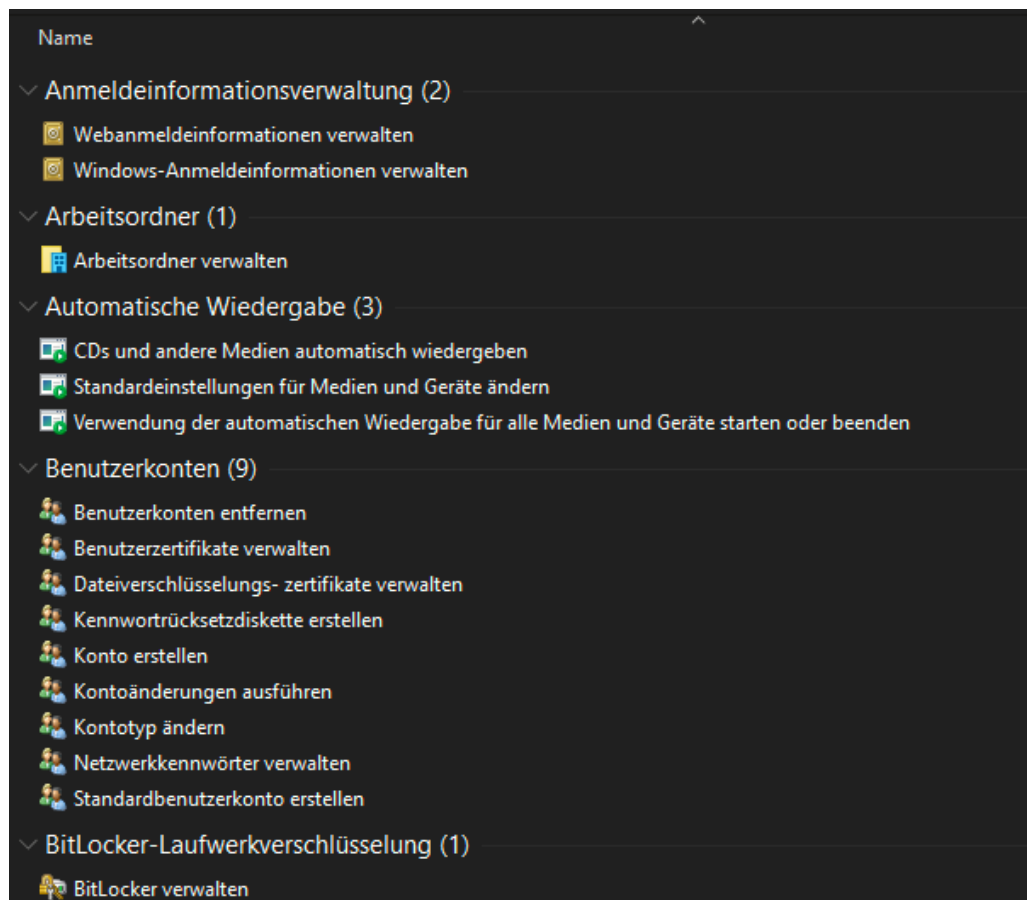 Name
Anmeldeinformationsverwaltung (2)
Webanmeldeinformationen verwalten
Windows-Anmeldeinformationen verwalten
Arbeitsordner (1)
Arbeitsordner verwalten
Automatische Wiedergabe (3)
CDs und andere Medien automatisch wiedergeben
Standardeinstellungen für Medien und Geräte ändern
Verwendung der automatischen Wiedergabe für alle Medien und Geräte starten oder beenden
Benutzerkonten (9)
Benutzerkonten entfernen
Benutzerzertifikate verwalten
Dateiverschlüsselungs- zertifikate verwalten
Kennwortrücksetzdiskette erstellen
Konto erstellen
Kontoänderungen ausführen
Kontotyp ändern
Netzwerkkennwörter verwalten
Standardbenutzerkonto erstellen
BitLocker-Laufwerkverschlüsselung (1)
BitLocker verwalten